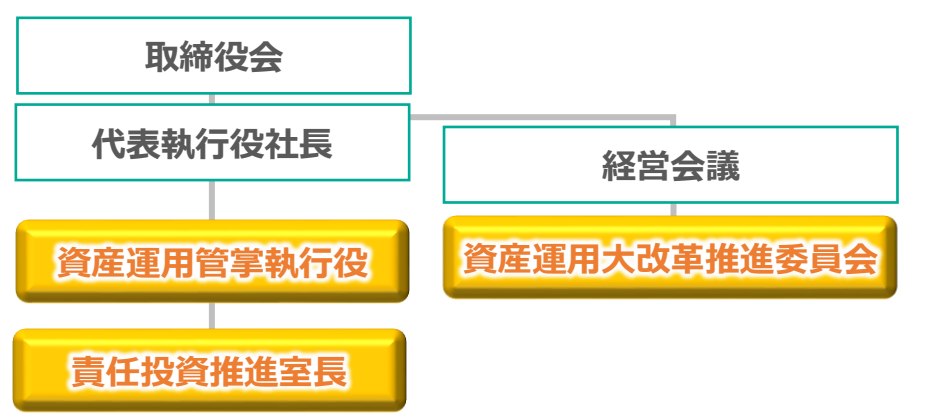 取締役会
代表執行役社長
経営会議
資産運用管掌執行役
資産運用大改革推進委員会
責任投資推進室長